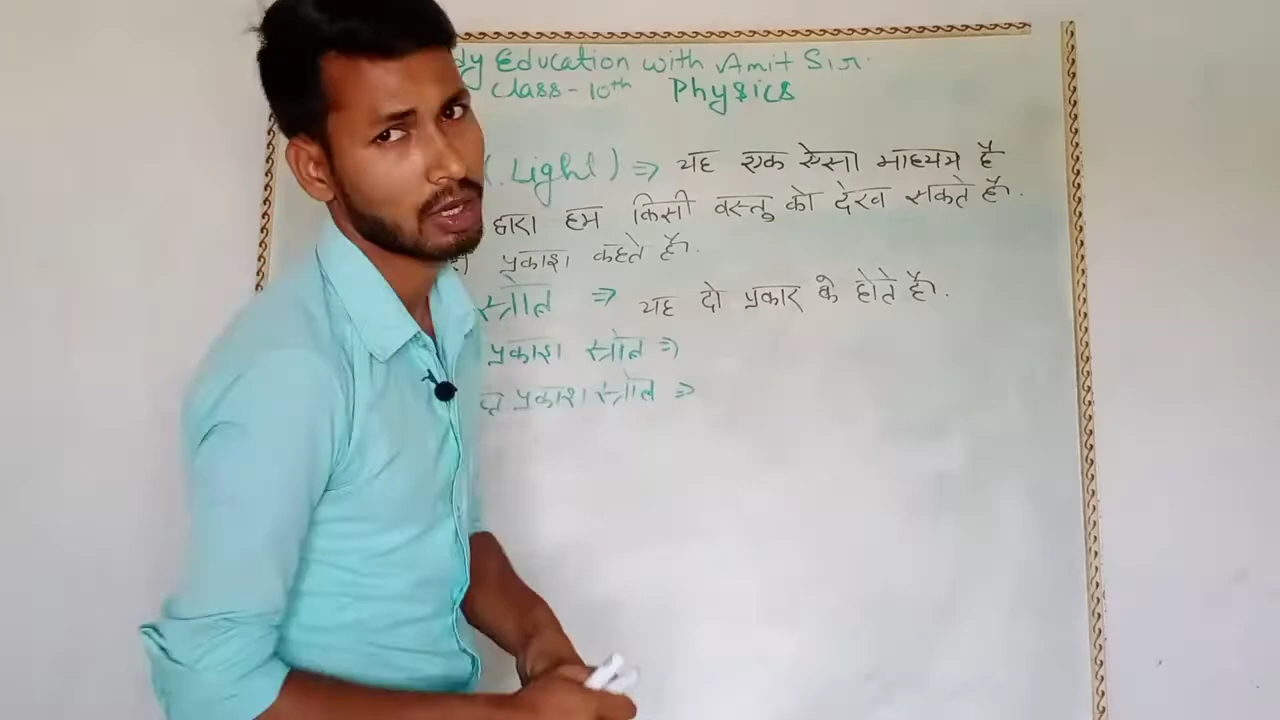 Education with Amit Sir.
Class - 10th Physics
(Light) ⇒ यह एक ऐसा माध्यम है
द्वारा हम किसी वस्तु को देख सकते हैं.
प्रकाश कहते हैं.
स्त्रोत ⇒ यह दो प्रकार के होते हैं.
प्रकाश स्त्रोत ⇒
प्रकाश स्त्रोत ⇒